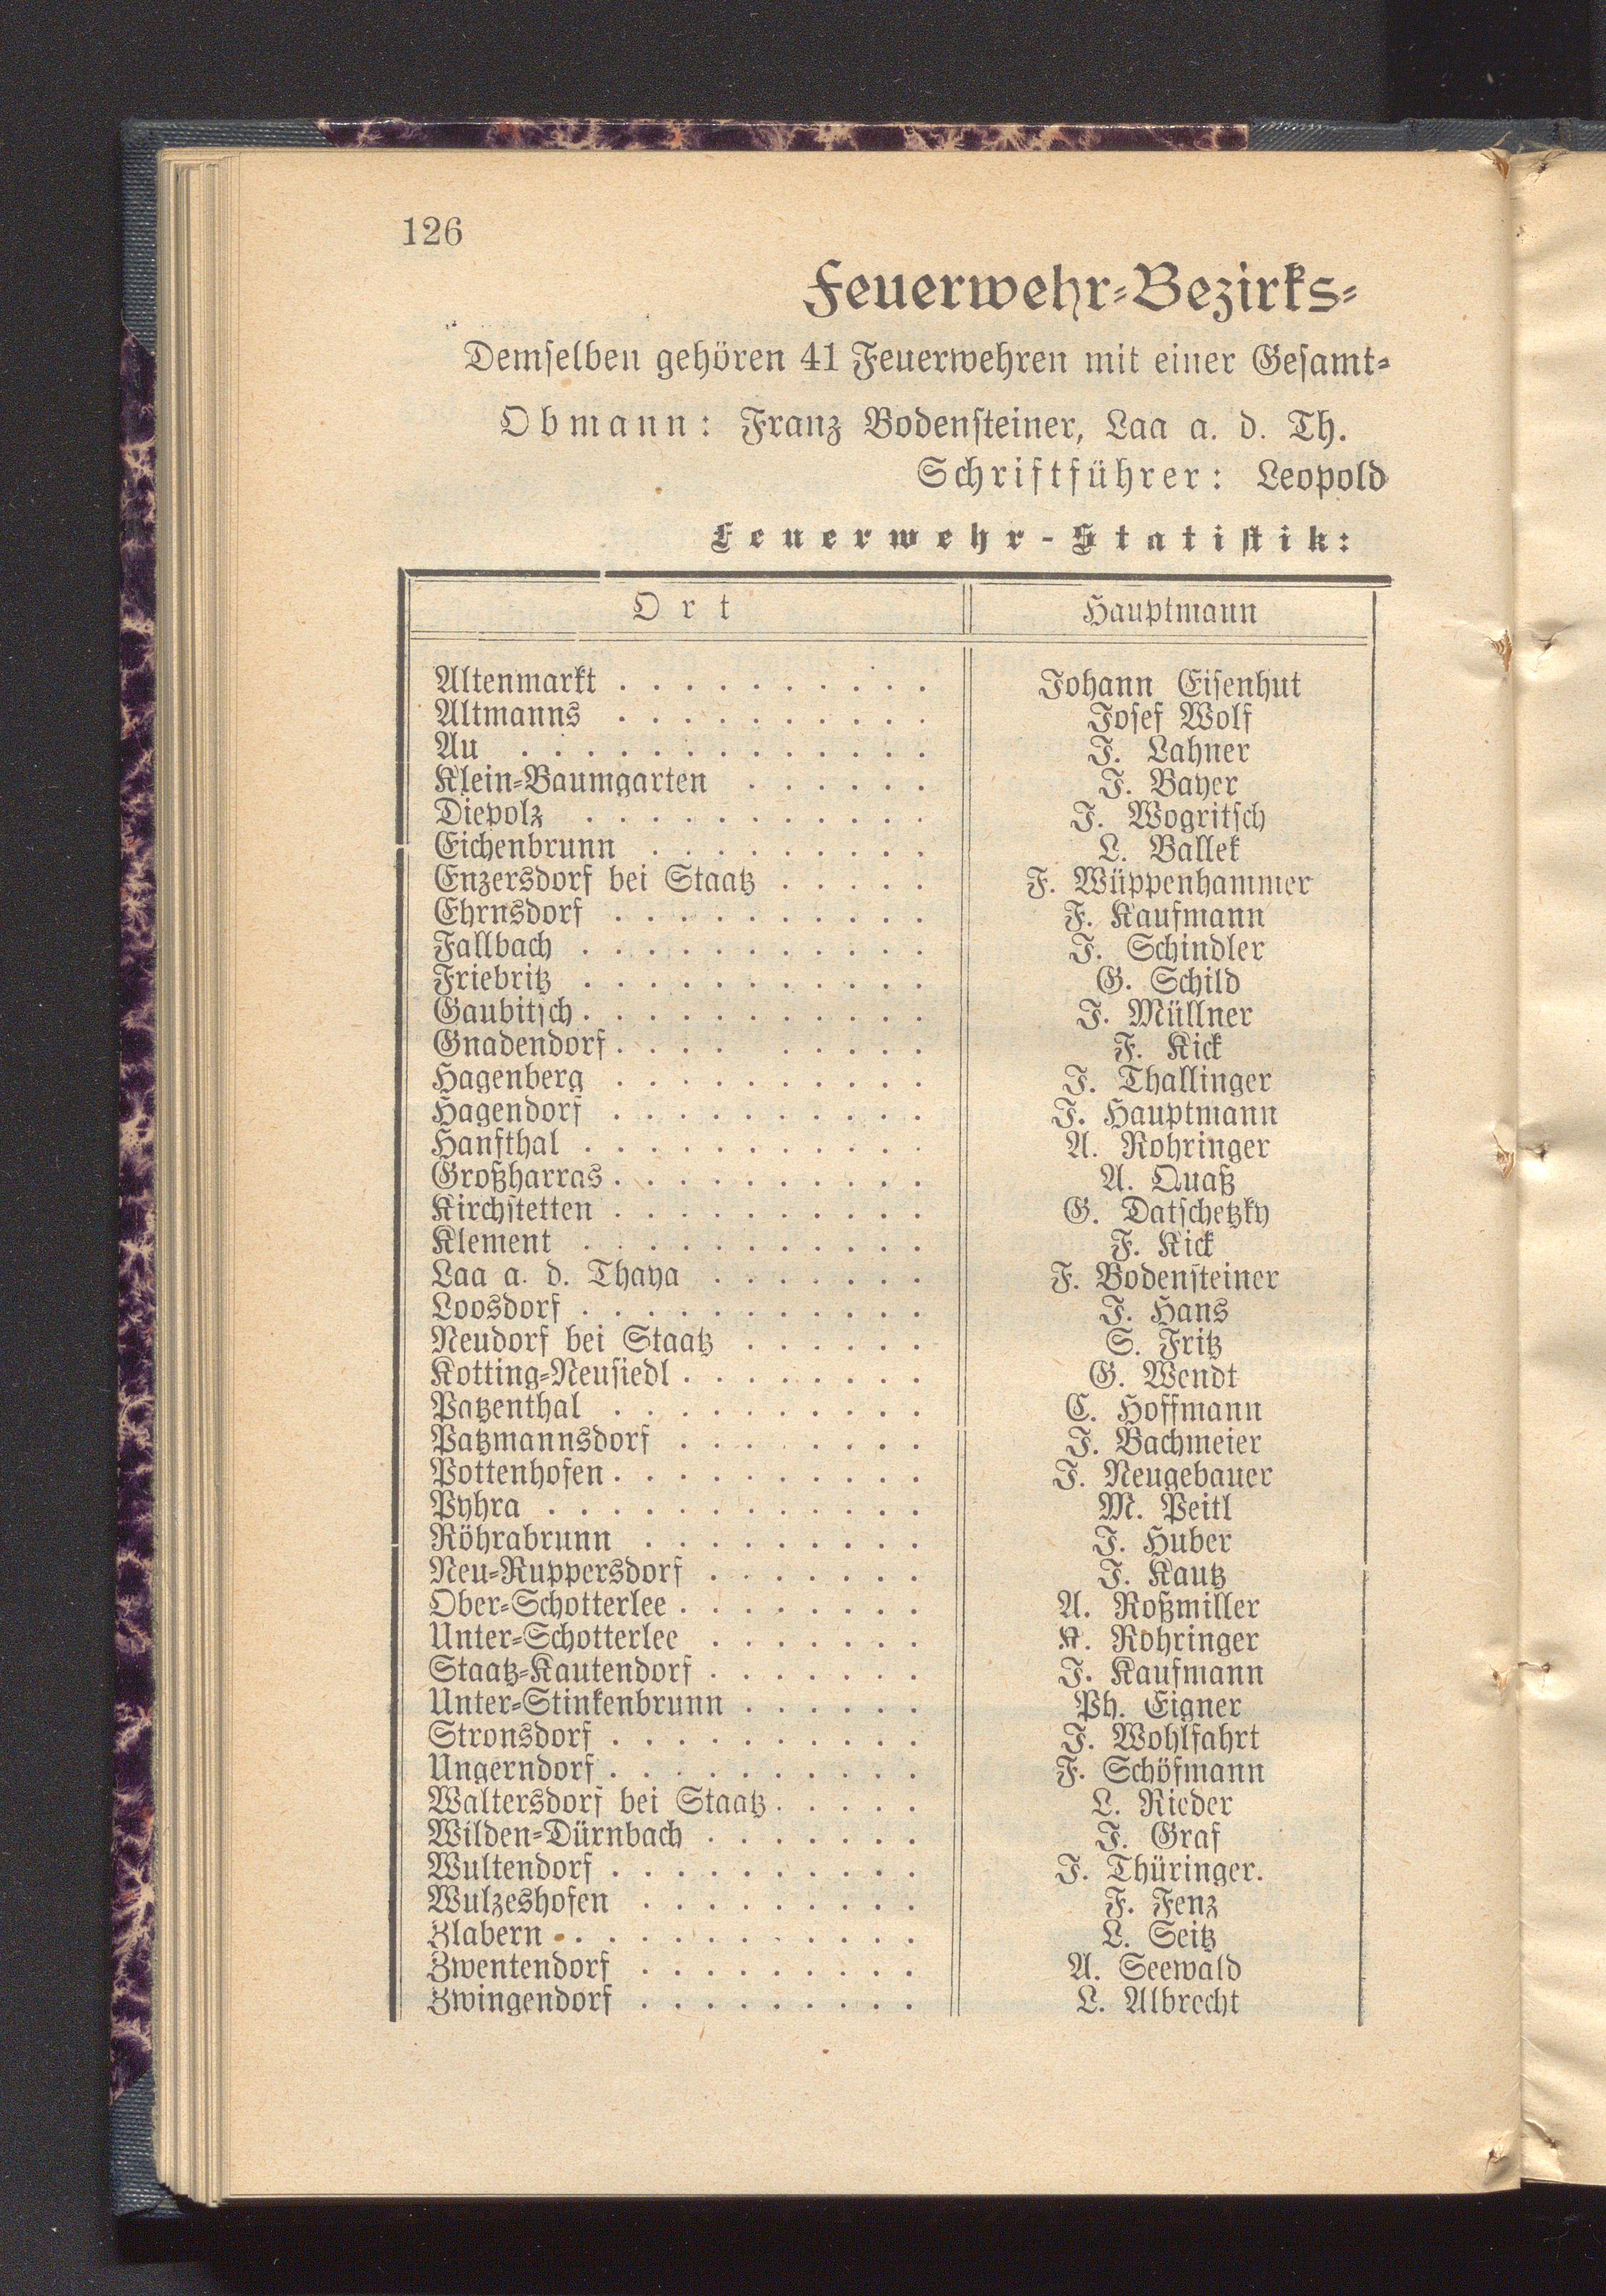 126
Feuerwehr-Bezirks-
Demselben gehören 41 Feuerwehren mit einer Gesamt-
Obmann: Franz Bodensteiner, Laa a. d. Th.
Schriftführer: Leopold
Feuerwehr-Statistik:
Ort Hauptmann
Altenmarkt . . . . . . . . . . Johann Eisenhut
Altmanns . . . . . . . . . . Josef Wolf
Au . . . . . . . . . . . . . J. Lahner
Klein-Baumgarten . . . . . . J. Bayer
Diepolz . . . . . . . . . . . J. Wogritsch
Eichenbrunn . . . . . . . . . L. Ballek
Enzersdorf bei Staatz . . . . . F. Wüppenhammer
Ehrnsdorf . . . . . . . . . . F. Kaufmann
Fallbach . . . . . . . . . . . J. Schindler
Friebritz . . . . . . . . . . . G. Schild
Gaubitsch . . . . . . . . . . . J. Müllner
Gnadendorf . . . . . . . . . F. Kick
Hagenberg . . . . . . . . . . J. Thallinger
Hagendorf . . . . . . . . . . J. Hauptmann
Hanfthal . . . . . . . . . . . A. Rohringer
Großharras . . . . . . . . . . A. Quaß
Kirchstetten . . . . . . . . . . G. Datschetzky
Klement . . . . . . . . . . . F. Kick
Laa a. d. Thaya . . . . . . . F. Bodensteiner
Loosdorf . . . . . . . . . . . J. Hans
Neudorf bei Staatz . . . . . . S. Fritz
Kotting-Neusiedl . . . . . . . . G. Wendt
Patzenthal . . . . . . . . . . C. Hoffmann
Patzmannsdorf . . . . . . . . J. Bachmeier
Pottenhofen . . . . . . . . . . J. Neugebauer
Pyhra . . . . . . . . . . . . M. Peitl
Röhrabrunn . . . . . . . . . J. Huber
Neu-Ruppersdorf . . . . . . . J. Kautz
Ober-Schotterlee . . . . . . . . A. Roßmiller
Unter-Schotterlee . . . . . . . K. Rohringer
Staatz-Kautendorf . . . . . . . J. Kaufmann
Unter-Stinkenbrunn . . . . . . Ph. Eigner
Stronsdorf . . . . . . . . . . J. Wohlfahrt
Ungerndorf . . . . . . . . . . F. Schöfmann
Waltersdorf bei Staatz . . . . . L. Rieder
Wilden-Dürnbach . . . . . . . J. Graf
Wultendorf . . . . . . . . . . J. Thüringer.
Wulzeshofen . . . . . . . . . F. Fenz
Zlabern . . . . . . . . . . . L. Seitz
Zwentendorf . . . . . . . . . A. Seewald
Zwingendorf . . . . . . . . . L. Albrecht